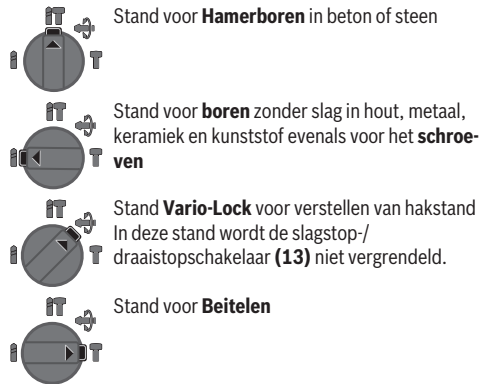 Stand voor Hamerboren in beton of steen
Stand voor boren zonder slag in hout, metaal,
keramiek en kunststof evenals voor het schroe-
ven
Stand Vario-Lock voor verstellen van hakstand
In deze stand wordt de slagstop-/
draaistopschakelaar (13) niet vergrendeld.
Stand voor Beitelen